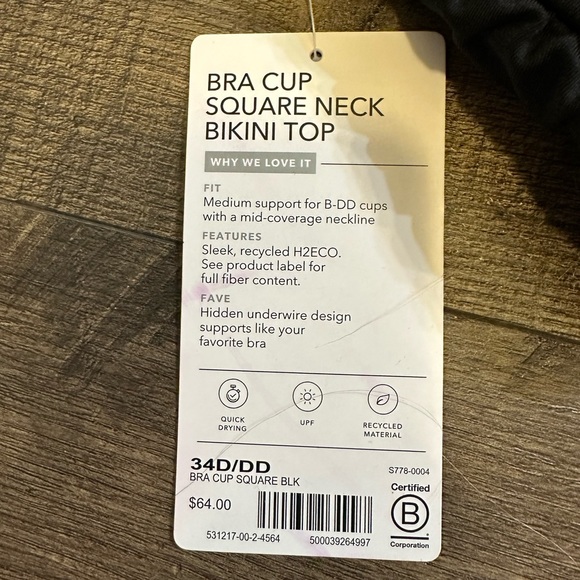 BRA CUP
SQUARE NECK
BIKINI TOP
WHY WE LOVE IT
FIT
Medium support for B-DD cups
with a mid-coverage neckline
FEATURES
Sleek, recycled H2ECO.
See product label for
full fiber content.
FAVE
Hidden underwire design
supports like your
favorite bra
QUICK
DRYING
UPF
RECYCLED
MATERIAL
34D/DD
S778-0004
BRA CUP SQUARE BLK
$64.00
531217-00-2-4564
500039264997
Certified
B
Corporation